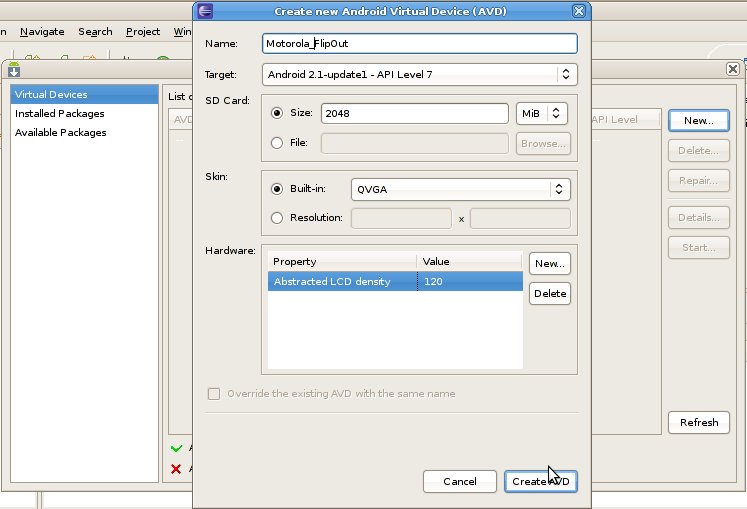 Create new Android Virtual Device (AVD)
Navigate Search Project
Name: Motorola_FlipOut
Target: Android 2.1-update1 - API Level 7
Virtual Devices
Installed Packages
Available Packages
List
AVD
API Level
SD Card:
Size: 2048 MiB
File: Browse...
Skin:
Built-in: QVGA
Resolution: x
Hardware:
Property Value
Abstracted LCD density 120
New...
Delete
Override the existing AVD with the same name
Cancel Create AVD
New...
Delete...
Repair...
Details...
Start...
Refresh